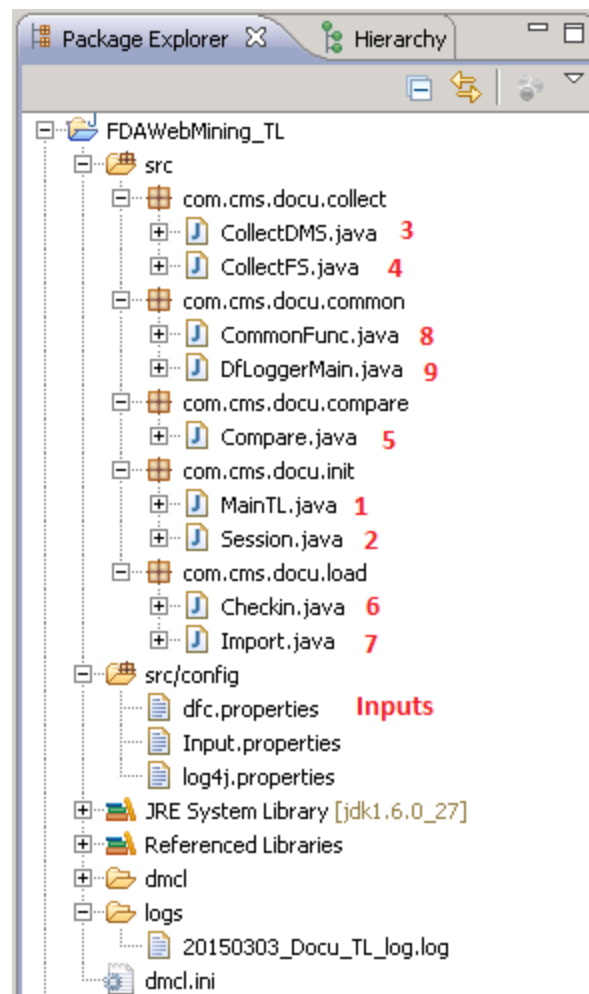 Package Explorer Hierarchy
FDAWebMining_TL
src
com.cms.docu.collect
CollectDMS.java 3
CollectFS.java 4
com.cms.docu.common
CommonFunc.java 8
DfLoggerMain.java 9
com.cms.docu.compare
Compare.java 5
com.cms.docu.init
MainTL.java 1
Session.java 2
com.cms.docu.load
Checkin.java 6
Import.java 7
src/config
dfc.properties Inputs
Input.properties
log4j.properties
JRE System Library [jdk1.6.0_27]
Referenced Libraries
dmcl
logs
20150303_Docu_TL_log.log
dmcl.ini